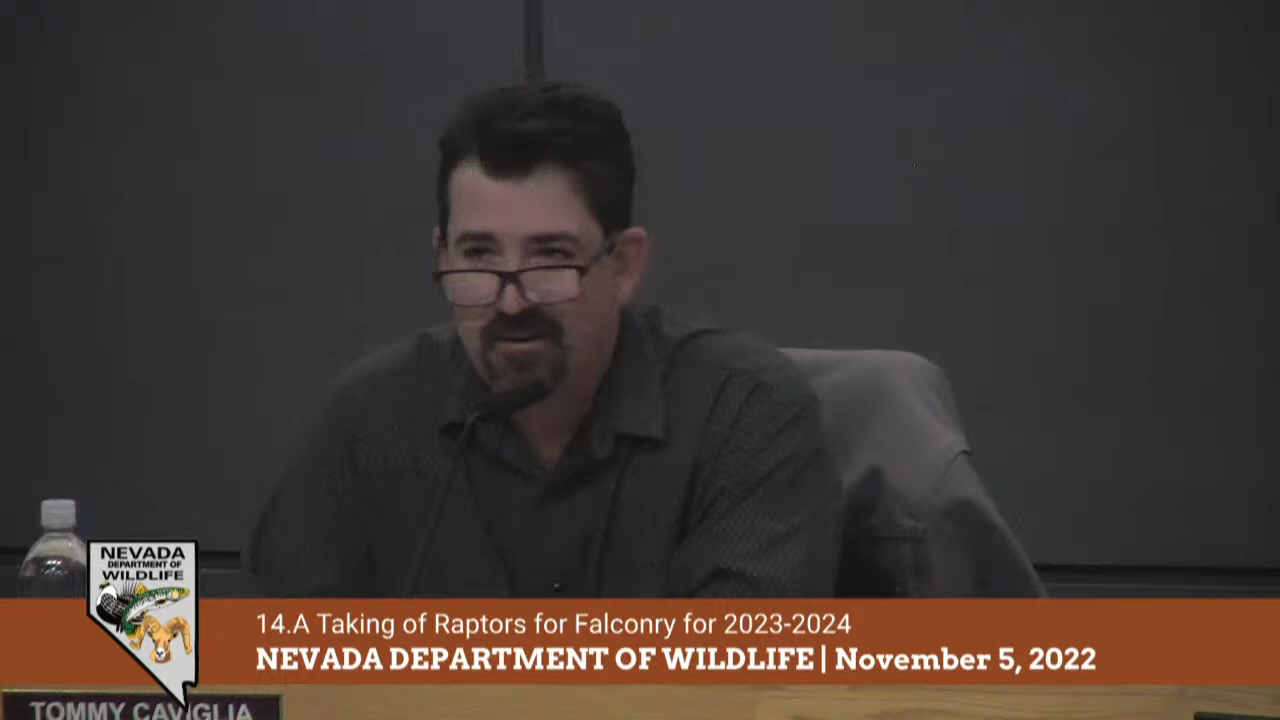 NEVADA
DEPARTMENT OF
WILDLIFE
14.A Taking of Raptors for Falconry for 2023-2024
NEVADA DEPARTMENT OF WILDLIFE | November 5, 2022
TOMMY CAVIGLIA